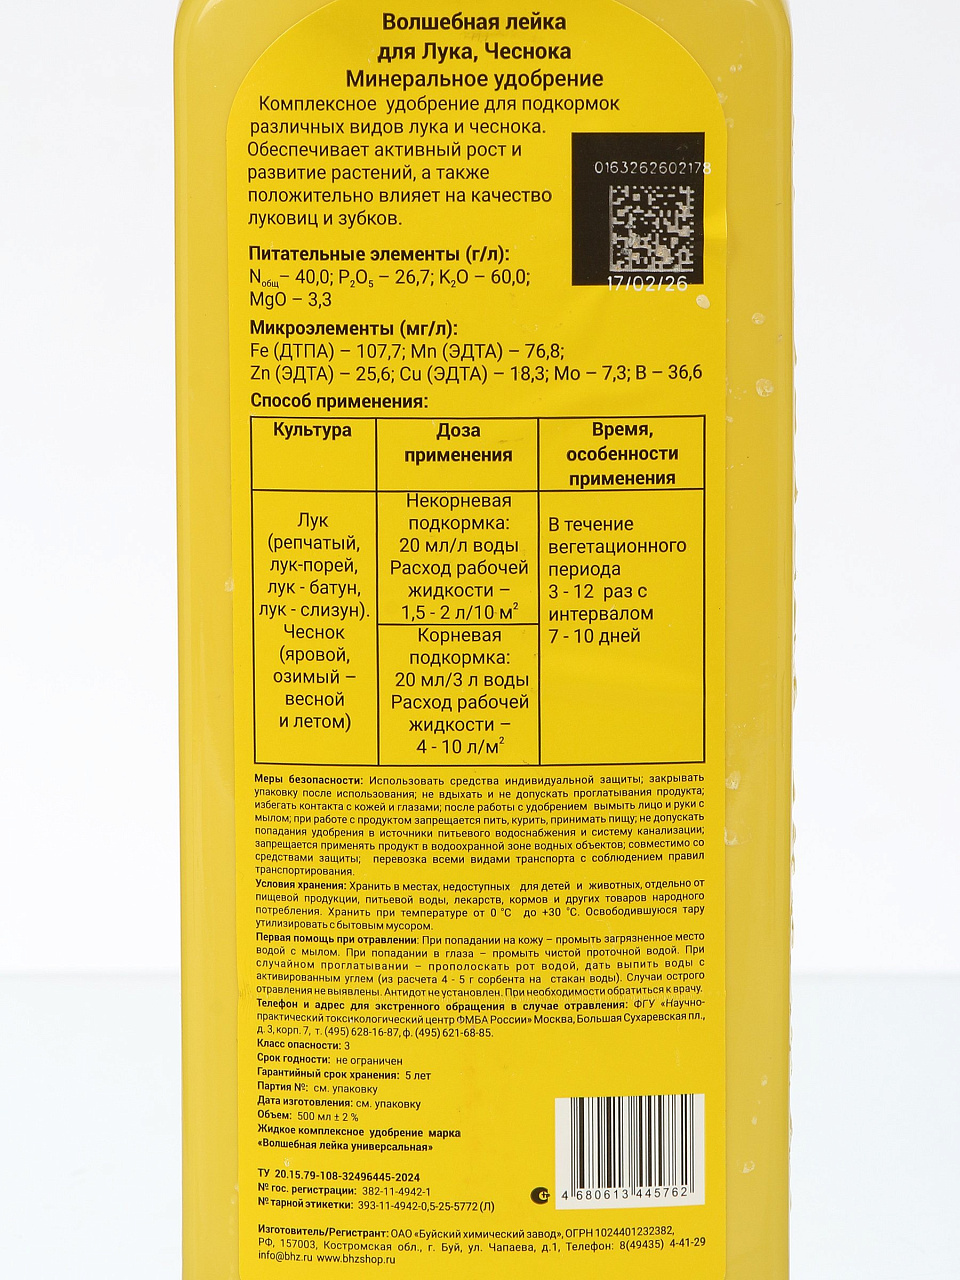 Волшебная лейка
для Лука, Чеснока
Минеральное удобрение
Комплексное удобрение для подкормок
различных видов лука и чеснока.
Обеспечивает активный рост и
развитие растений, а также
положительно влияет на качество
луковиц и зубков.
0163262602178
17/02/26
Питательные элементы (г/л):
Nобщ – 40,0; P2O5 – 26,7; K2O – 60,0;
MgO – 3,3
Микроэлементы (мг/л):
Fe (ДТПА) – 107,7; Mn (ЭДТА) – 76,8;
Zn (ЭДТА) – 25,6; Cu (ЭДТА) – 18,3; Mo – 7,3; B – 36,6
Способ применения:
Культура
Доза
применения
Время,
особенности
применения
Лук
(репчатый,
лук-порей,
лук - батун,
лук - слизун).
Чеснок
(яровой,
озимый –
весной
и летом)
Некорневая
подкормка:
20 мл/л воды
Расход рабочей
жидкости –
1,5 - 2 л/10 м²
Корневая
подкормка:
20 мл/3 л воды
Расход рабочей
жидкости –
4 - 10 л/м²
В течение
вегетационного
периода
3 - 12 раз с
интервалом
7 - 10 дней
Меры безопасности: Использовать средства индивидуальной защиты; закрывать
упаковку после использования; не вдыхать и не допускать проглатывания продукта;
избегать контакта с кожей и глазами; после работы с удобрением вымыть лицо и руки с
мылом; при работе с продуктом запрещается пить, курить, принимать пищу; не допускать
попадания удобрения в источники питьевого водоснабжения и систему канализации;
запрещается применять продукт в водоохранной зоне водных объектов; совместимо со
средствами защиты; перевозка всеми видами транспорта с соблюдением правил
транспортирования.
Условия хранения: Хранить в местах, недоступных для детей и животных, отдельно от
пищевой продукции, питьевой воды, лекарств, кормов и других товаров народного
потребления. Хранить при температуре от 0 °С до +30 °С. Освободившуюся тару
утилизировать с бытовым мусором.
Первая помощь при отравлении: При попадании на кожу – промыть загрязненное место
водой с мылом. При попадании в глаза – промыть чистой проточной водой. При
случайном проглатывании – прополоскать рот водой, дать выпить воды с
активированным углем (из расчета 4 - 5 г сорбента на стакан воды). Случаи острого
отравления не выявлены. Антидот не установлен. При необходимости обратиться к врачу.
Телефон и адрес для экстренного обращения в случае отравления: ФГУ «Научно-
практический токсикологический центр ФМБА России» Москва, Большая Сухаревская пл.,
д. 3, корп. 7, т. (495) 628-16-87, ф. (495) 621-68-85.
Класс опасности: 3
Срок годности: не ограничен
Гарантийный срок хранения: 5 лет
Партия №: см. упаковку
Дата изготовления: см. упаковку
Объем: 500 мл ± 2 %
Жидкое комплексное удобрение марка
«Волшебная лейка универсальная»
ТУ 20.15.79-108-32496445-2024
№ гос. регистрации: 382-11-4942-1
№ тарной этикетки: 393-11-4942-0,5-25-5772 (Л)
4 680613 445762
Изготовитель/Регистрант: ОАО «Буйский химический завод», ОГРН 1024401232382,
РФ, 157003, Костромская обл., г. Буй, ул. Чапаева, д.1, Телефон: 8(49435) 4-41-29
info@bhz.ru www.bhzshop.ru